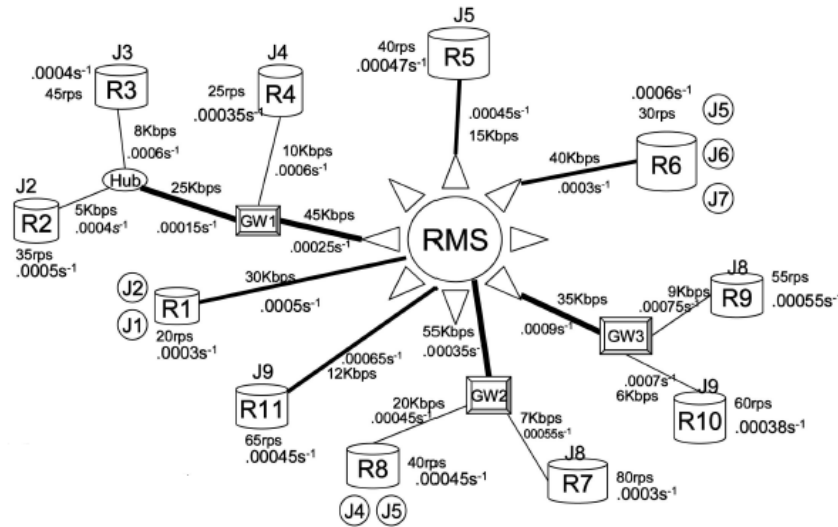 J3
.0004s-1
45rps
R3
J4
25rps
.00035s-1
R4
J5
40rps
.00047s-1
R5
.0006s-1
30rps
R6
J5
J6
J7
8Kbps
.0006s-1
10Kbps
.0006s-1
.00045s-1
15Kbps
40Kbps
.0003s-1
J2
R2
35rps
.0005s-1
Hub
5Kbps
.0004s-1
25Kbps
.00015s-1
GW1
45Kbps
.00025s-1
RMS
J2
J1
R1
20rps
.0003s-1
30Kbps
.0005s-1
35Kbps
.0009s-1
GW3
9Kbps
.00075s-1
J8
R9
55rps
.00055s-1
.0007s-1
6Kbps
J9
R10
60rps
.00038s-1
J9
R11
65rps
.00045s-1
.00065s-1
12Kbps
55Kbps
.00035s-1
GW2
20Kbps
.00045s-1
7Kbps
00055s-1
R8
40rps
.00045s-1
J4
J5
J8
R7
80rps
.0003s-1